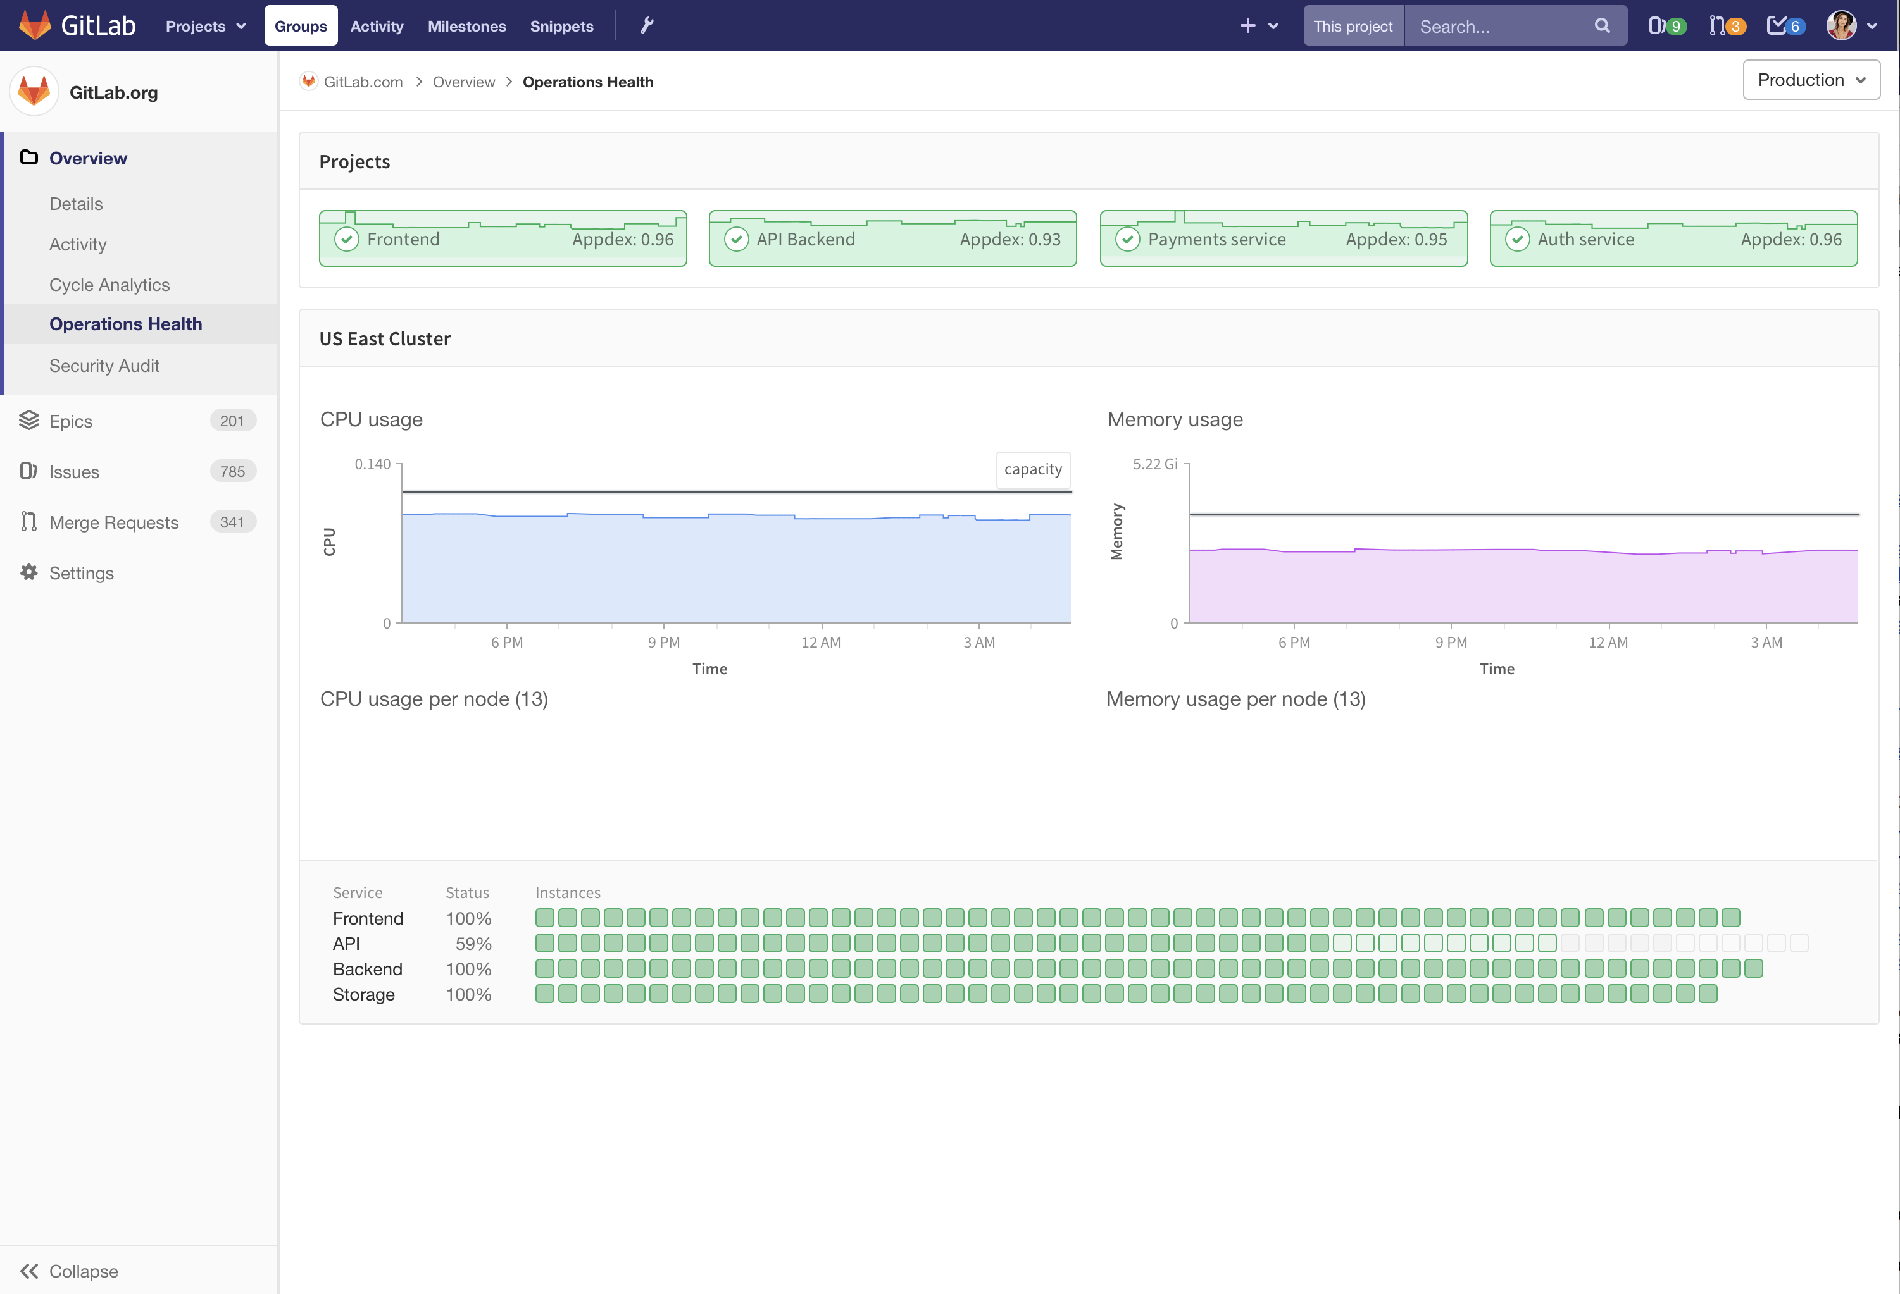 GitLab Projects Groups Activity Milestones Snippets This project Search... 9 3 6
GitLab.org
GitLab.com > Overview > Operations Health
Production
Overview
Details
Activity
Cycle Analytics
Operations Health
Security Audit
Epics 201
Issues 785
Merge Requests 341
Settings
Collapse
Projects
Frontend Appdex: 0.96
API Backend Appdex: 0.93
Payments service Appdex: 0.95
Auth service Appdex: 0.96
US East Cluster
CPU usage
0.140
capacity
CPU
0
6 PM 9 PM 12 AM 3 AM
Time
Memory usage
5.22 Gi
Memory
0
6 PM 9 PM 12 AM 3 AM
Time
CPU usage per node (13)
Memory usage per node (13)
Service Status Instances
Frontend 100%
API 59%
Backend 100%
Storage 100%